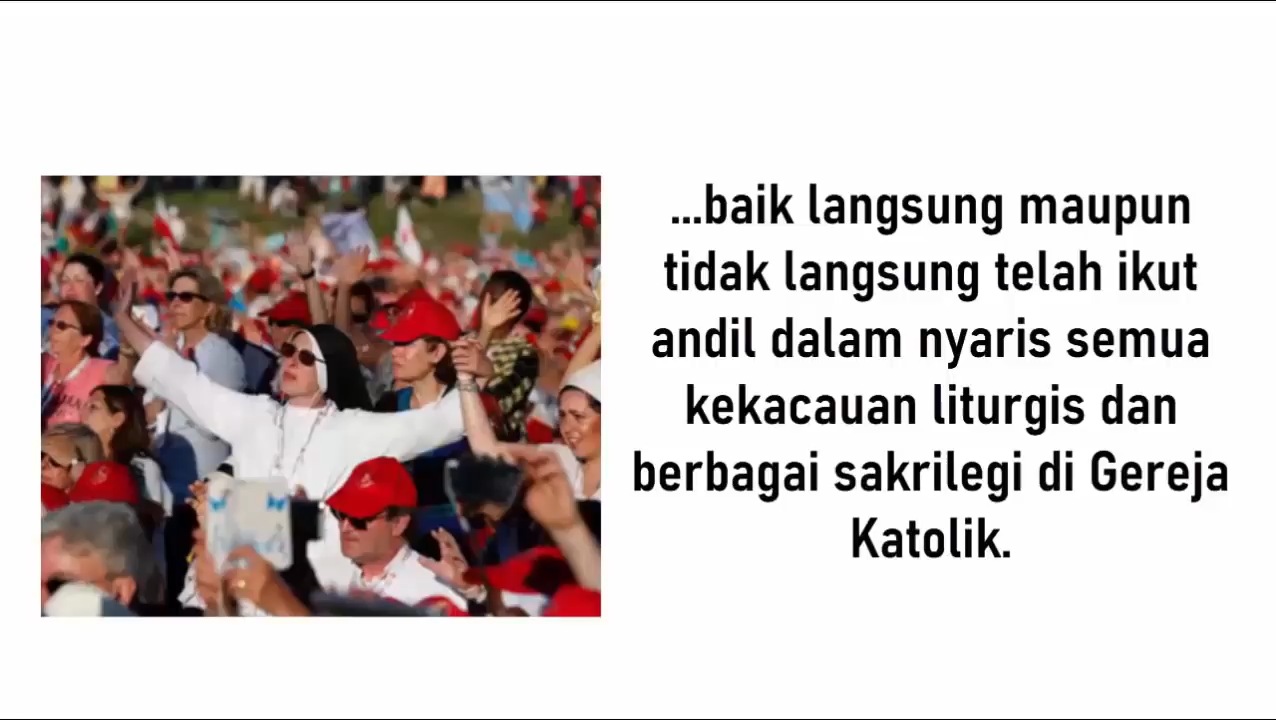 ...baik langsung maupun
tidak langsung telah ikut
andil dalam nyaris semua
kekacauan liturgis dan
berbagai sakrilegi di Gereja
Katolik.